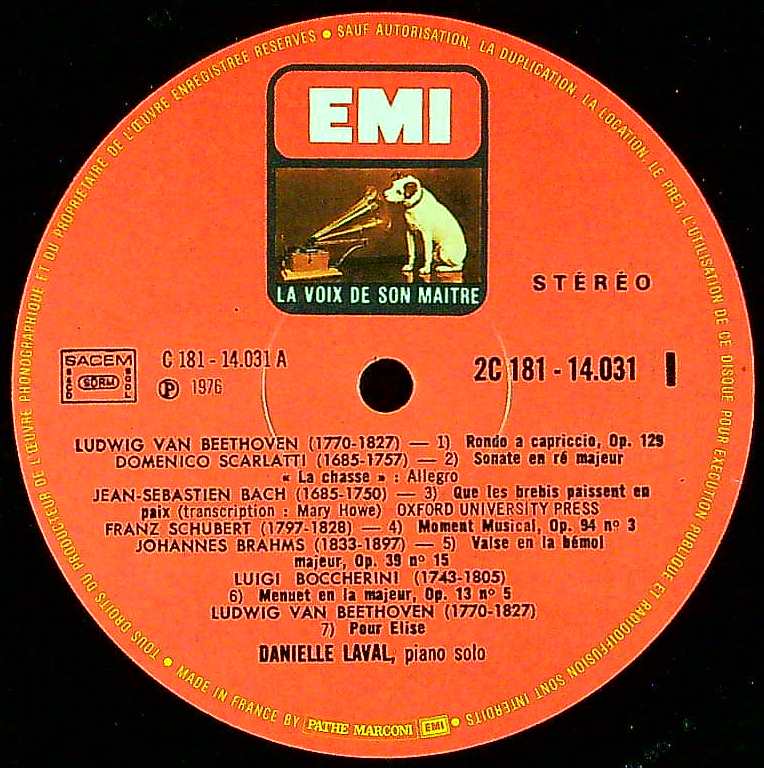 TOUS DROITS DU PRODUCTEUR DE L'ŒUVRE PHONOGRAPHIQUE ET DU PROPRIETAIRE DE L'ŒUVRE ENREGISTREE RESERVES • SAUF AUTORISATION, LA DUPLICATION, LA LOCATION, LE PRET, L'UTILISATION DE CE DISQUE POUR EXECUTION PUBLIQUE ET RADIODIFFUSION SONT INTERDITS •
EMI
LA VOIX DE SON MAITRE
STÉRÉO
SACEM
SACD SDRM SGDL
C 181 - 14.031 A
℗ 1976
2C 181 - 14.031 I
LUDWIG VAN BEETHOVEN (1770-1827) — 1) Rondo a capriccio, Op. 129
DOMENICO SCARLATTI (1685-1757) — 2) Sonate en ré majeur
« La chasse » : Allegro
JEAN-SEBASTIEN BACH (1685-1750) — 3) Que les brebis paissent en
paix (transcription : Mary Howe) OXFORD UNIVERSITY PRESS
FRANZ SCHUBERT (1797-1828) — 4) Moment Musical, Op. 94 nº 3
JOHANNES BRAHMS (1833-1897) — 5) Valse en la bémol
majeur, Op. 39 nº 15
LUIGI BOCCHERINI (1743-1805)
6) Menuet en la majeur, Op. 13 nº 5
LUDWIG VAN BEETHOVEN (1770-1827)
7) Pour Elise
DANIELLE LAVAL, piano solo
MADE IN FRANCE BY PATHE MARCONI EMI •